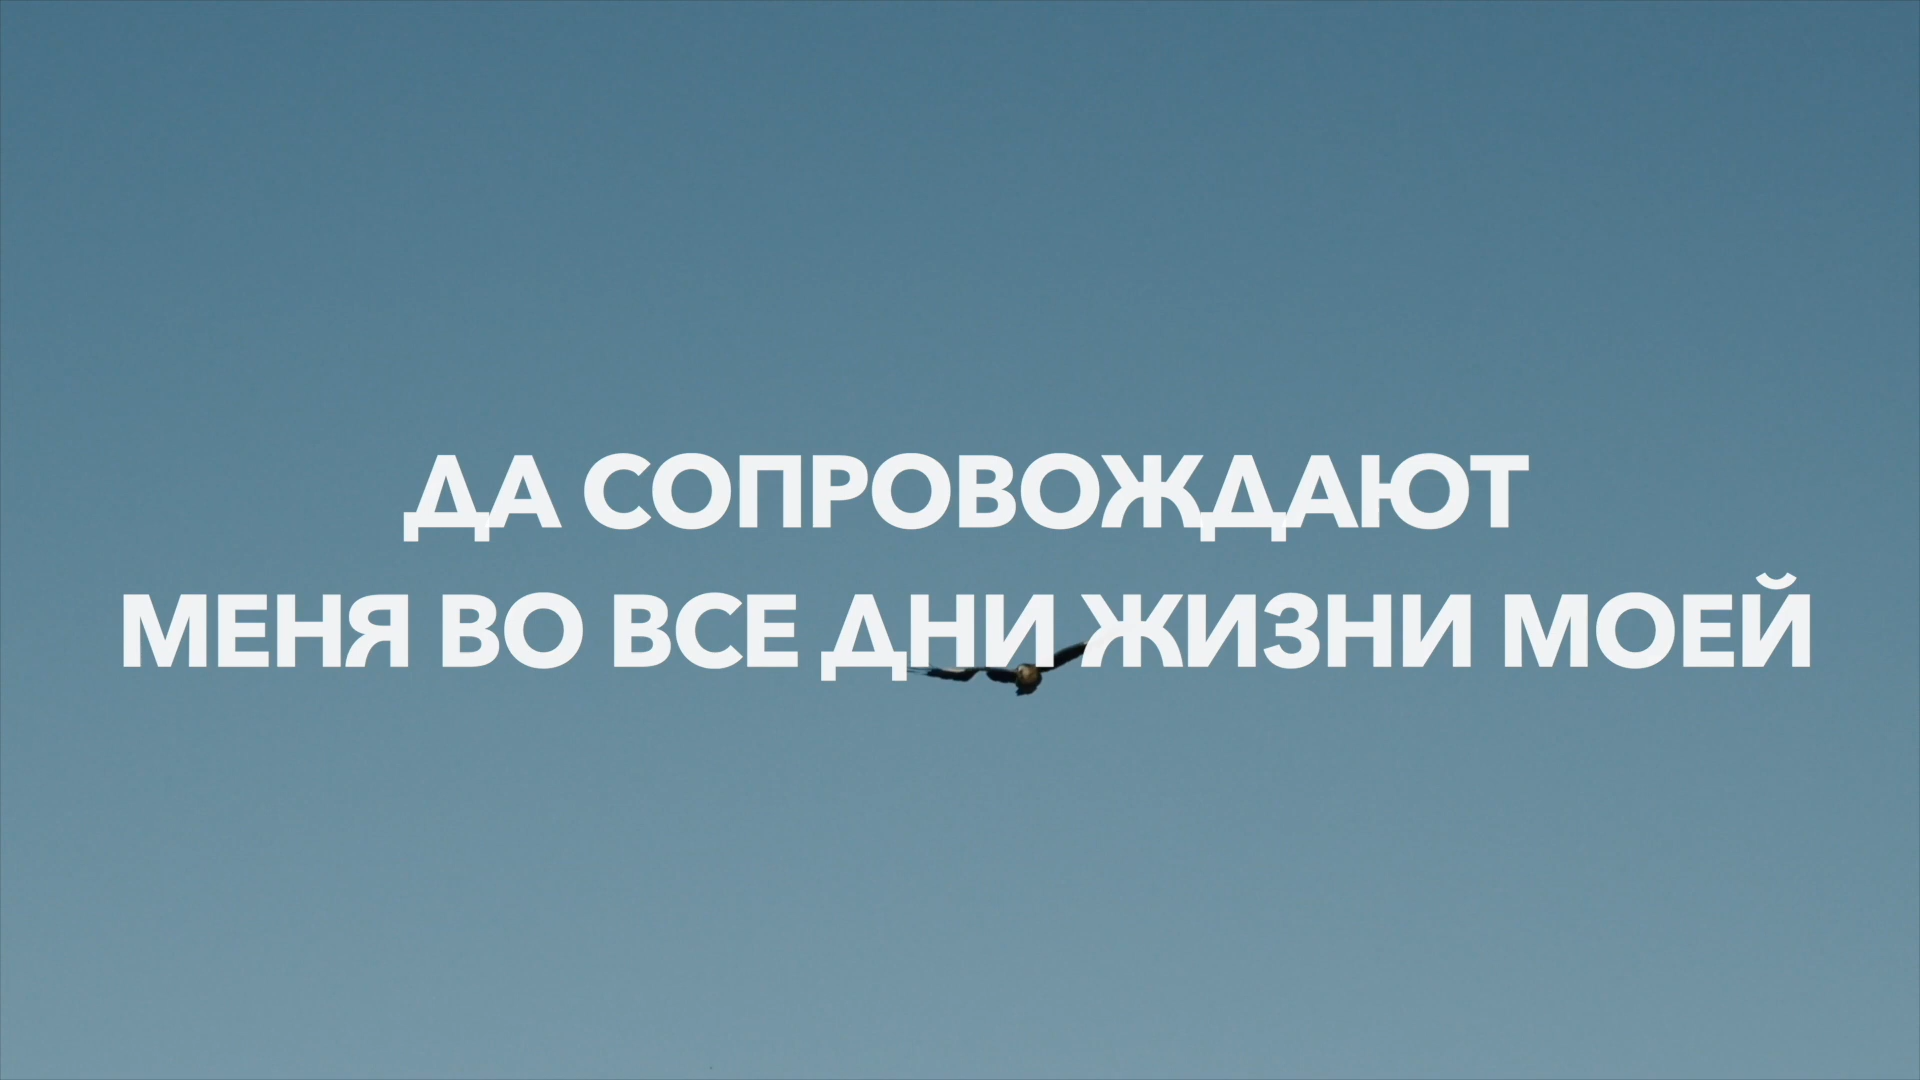 ДА СОПРОВОЖДАЮТ
МЕНЯ ВО ВСЕ ДНИ ЖИЗНИ МОЕЙ